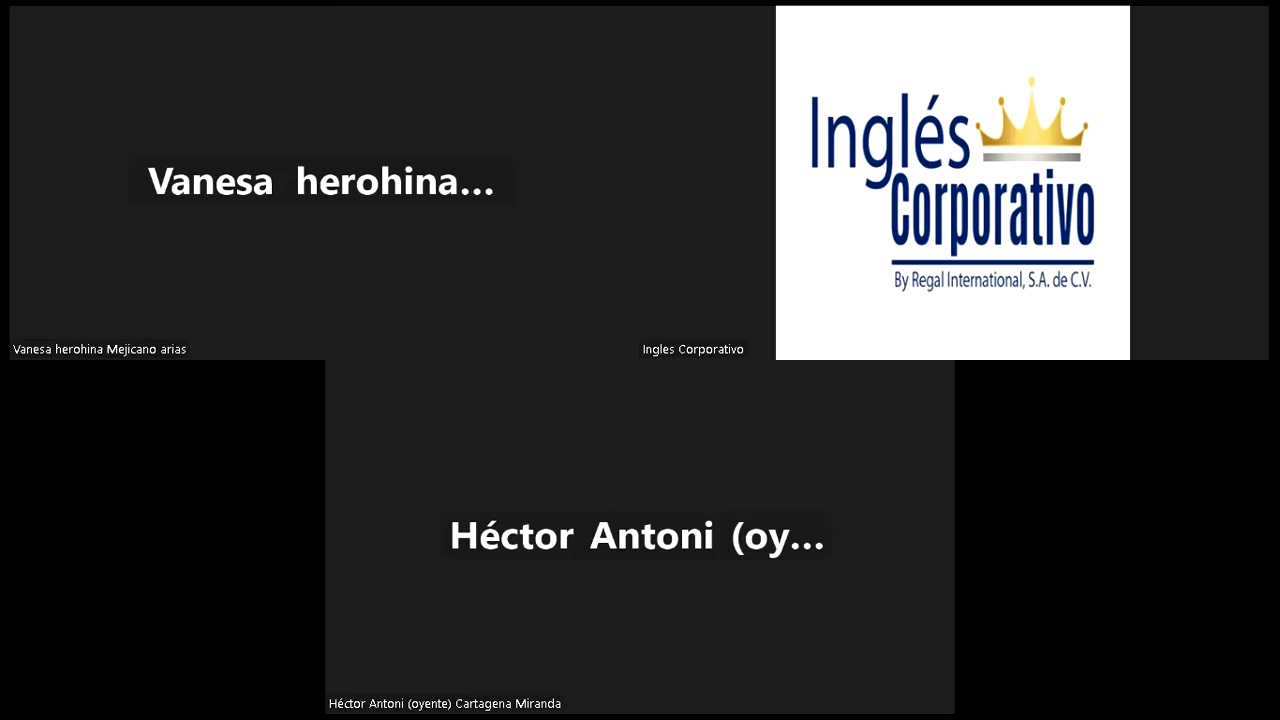 Vanesa herohina...
Vanesa herohina Mejicano arias
Inglés
Corporativo
By Regal International, S.A. de C.V.
Ingles Corporativo
Héctor Antoni (oy...
Héctor Antoni (oyente) Cartagena Miranda